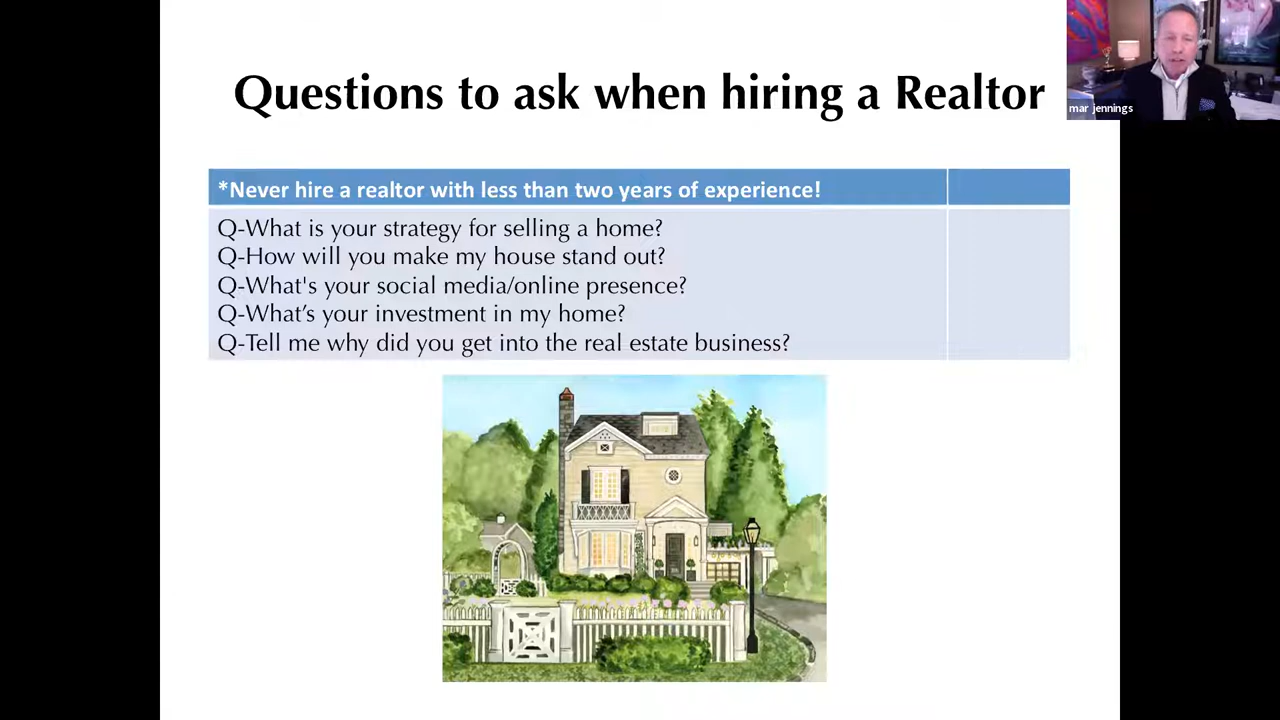 Questions to ask when hiring a Realtor
mar jennings
*Never hire a realtor with less than two years of experience!
Q-What is your strategy for selling a home?
Q-How will you make my house stand out?
Q-What's your social media/online presence?
Q-What’s your investment in my home?
Q-Tell me why did you get into the real estate business?